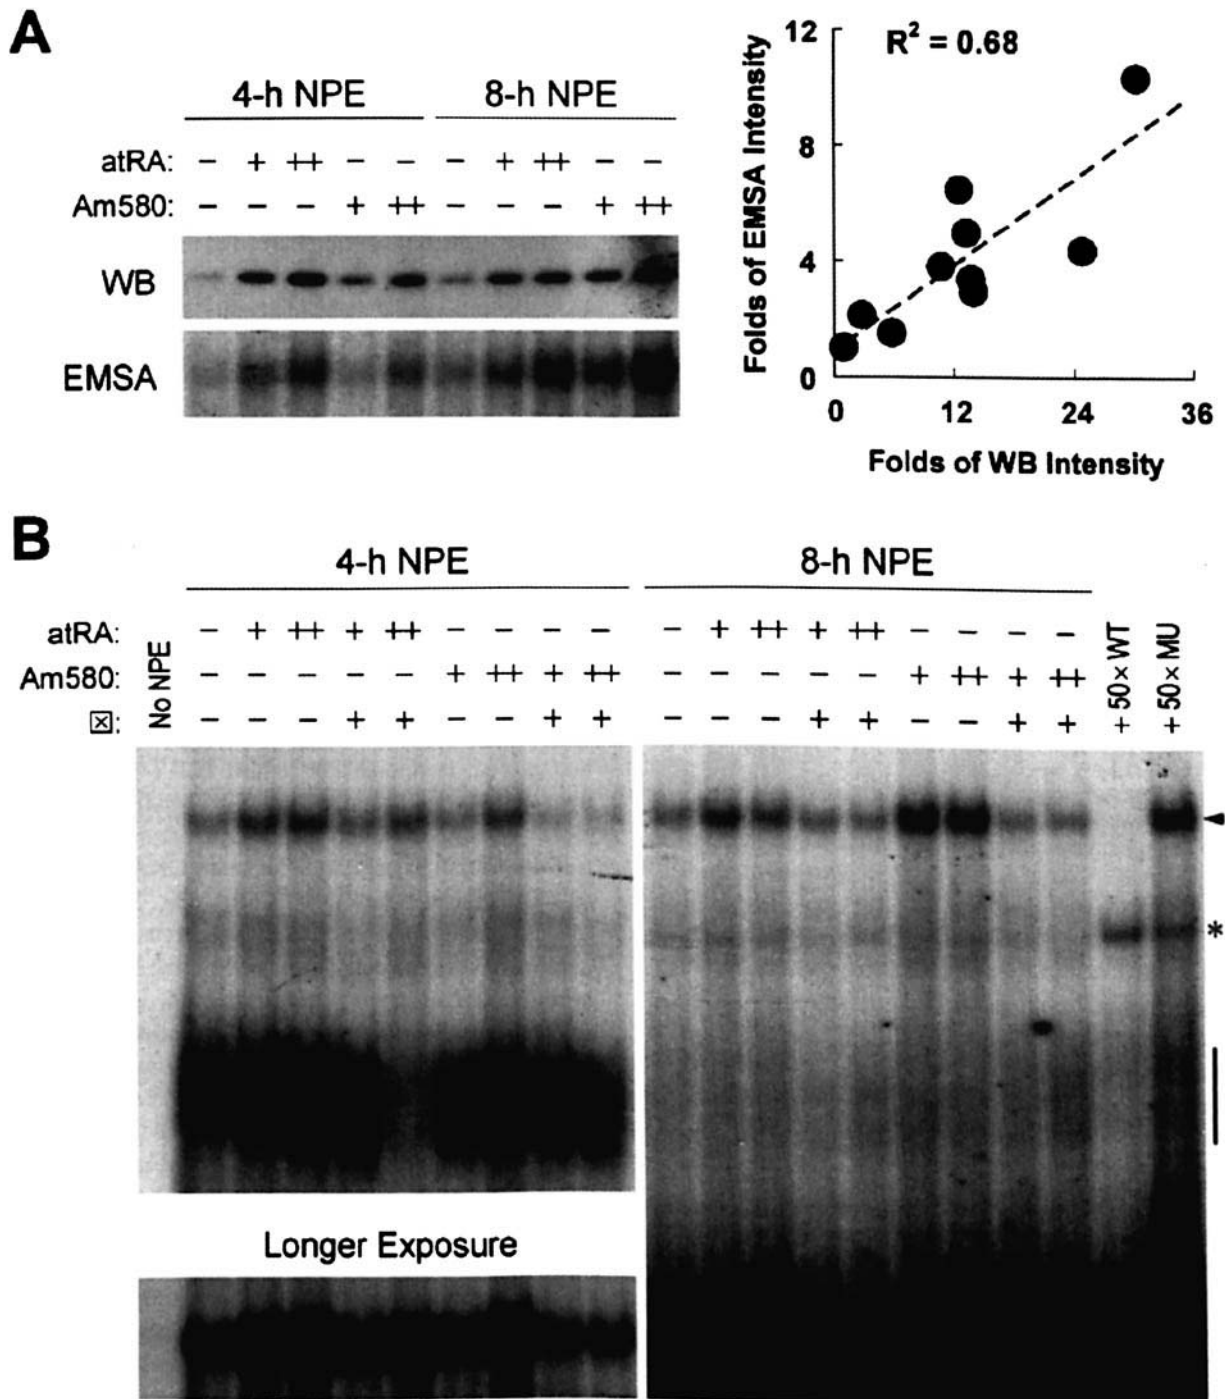 A
4-h NPE 8-h NPE
atRA: − + ++ − − − + ++ − −
Am580: − − − + ++ − − − + ++
WB
EMSA
R² = 0.68
Folds of EMSA Intensity
12
8
4
0
0 12 24 36
Folds of WB Intensity
B
4-h NPE 8-h NPE
atRA: − + ++ + ++ − − − − − + ++ + ++ − − − −
Am580: − − − − − + ++ + ++ − − − − − + ++ + ++
☒: − − − + + − − + + − − − + + − − + +
No NPE
+ 50× WT
+ 50× MU
*
Longer Exposure